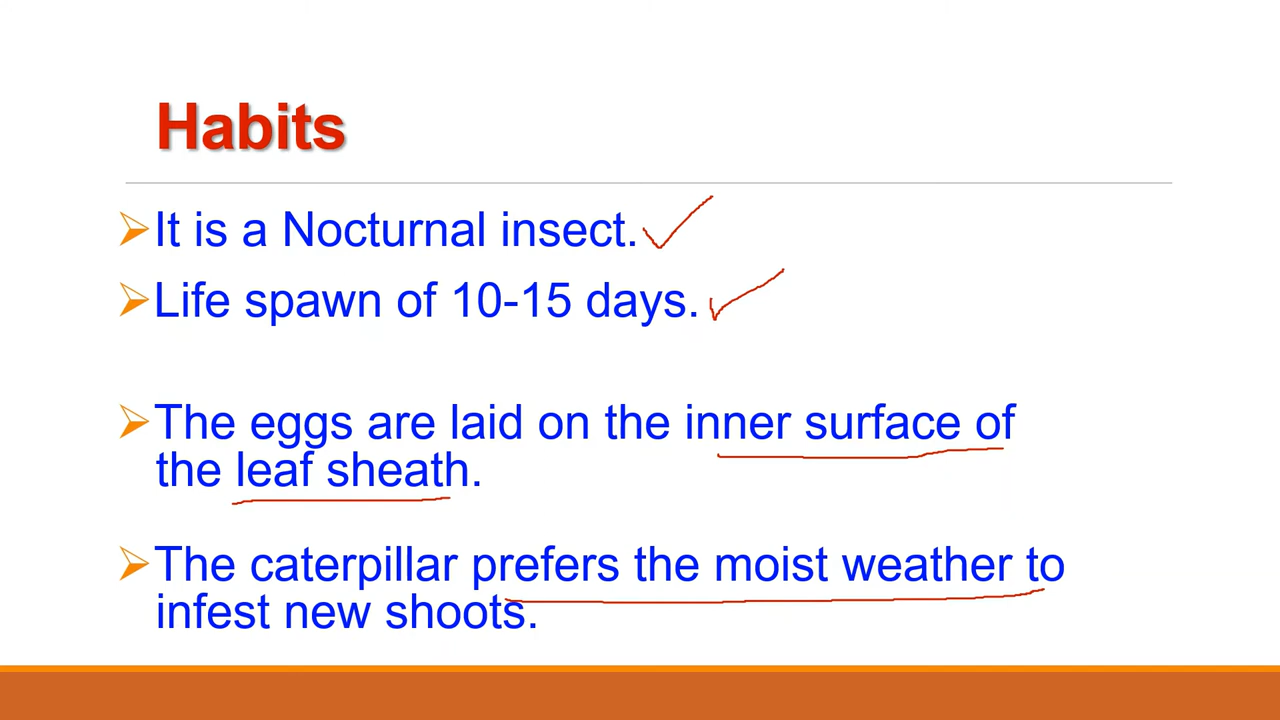 Habits
It is a Nocturnal insect.
Life spawn of 10-15 days.
The eggs are laid on the inner surface of
the leaf sheath.
The caterpillar prefers the moist weather to
infest new shoots.